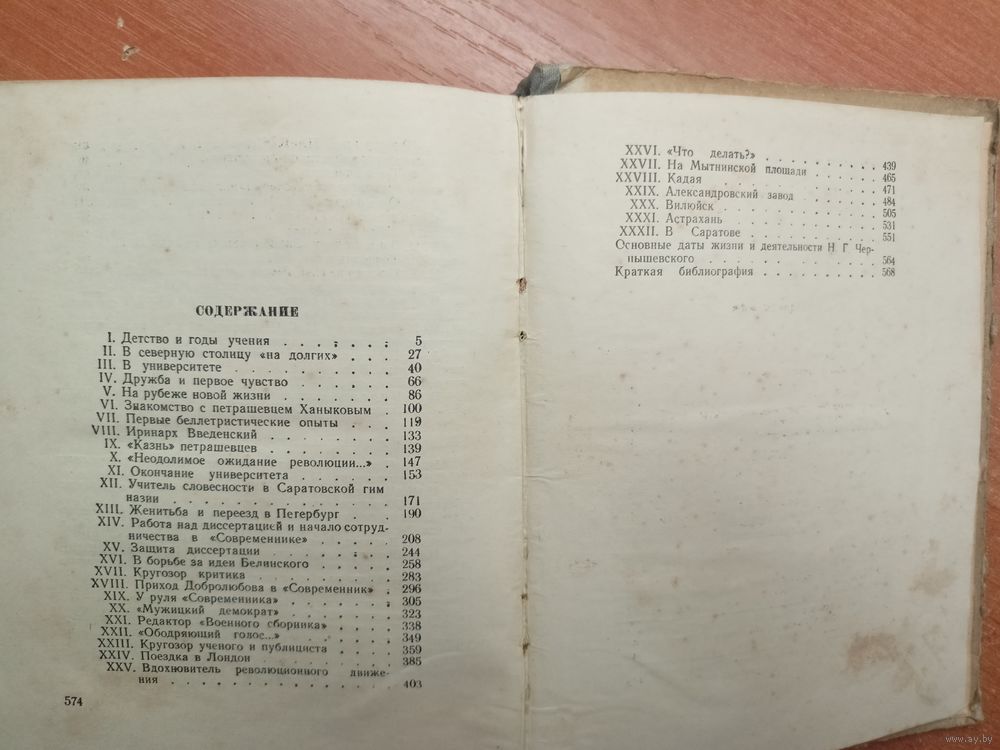 СОДЕРЖАНИЕ
I. Детство и годы учения . . . . . . 5
II. В северную столицу «на долгих» . . . 27
III. В университете . . . . . . . . 40
IV. Дружба и первое чувство . . . . . 66
V. На рубеже новой жизни . . . . . . 86
VI. Знакомство с петрашевцем Ханыковым . 100
VII. Первые беллетристические опыты . . . 119
VIII. Иринарх Введенский . . . . . . 133
IX. «Казнь» петрашевцев . . . . . . 139
X. «Неодолимое ожидание революции...» . 147
XI. Окончание университета . . . . . 153
XII. Учитель словесности в Саратовской гим
назии . . . . . . . . . . 171
XIII. Женитьба и переезд в Петербург . . 190
XIV. Работа над диссертацией и начало сотруд-
ничества в «Современнике» . . . . . 208
XV. Защита диссертации . . . . . . 244
XVI. В борьбе за идеи Белинского . . . . 258
XVII. Кругозор критика . . . . . . . 283
XVIII. Приход Добролюбова в «Современник» . 296
XIX. У руля «Современника» . . . . . 305
XX. «Мужицкий демократ» . . . . . . 323
XXI. Редактор «Военного сборника» . . . . 338
XXII. «Ободряющий голос...» . . . . . 349
XXIII. Кругозор ученого и публициста . . . . 359
XXIV. Поездка в Лондон . . . . . . . 385
XXV. Вдохновитель революционного движе-
ния . . . . . . . . . . . 403
574
XXVI. «Что делать?» . . . . . . . . 439
XXVII. На Мытнинской площади . . . . . 465
XXVIII. Кадая . . . . . . . . . . 471
XXIX. Александровский завод . . . . . 484
XXX. Вилюйск . . . . . . . . . 505
XXXI. Астрахань . . . . . . . . . 531
XXXII. В Саратове . . . . . . . . 551
Основные даты жизни и деятельности Н. Г. Чер-
нышевского . . . . . . . . . 564
Краткая библиография . . . . . . . . 568
www.ay.by